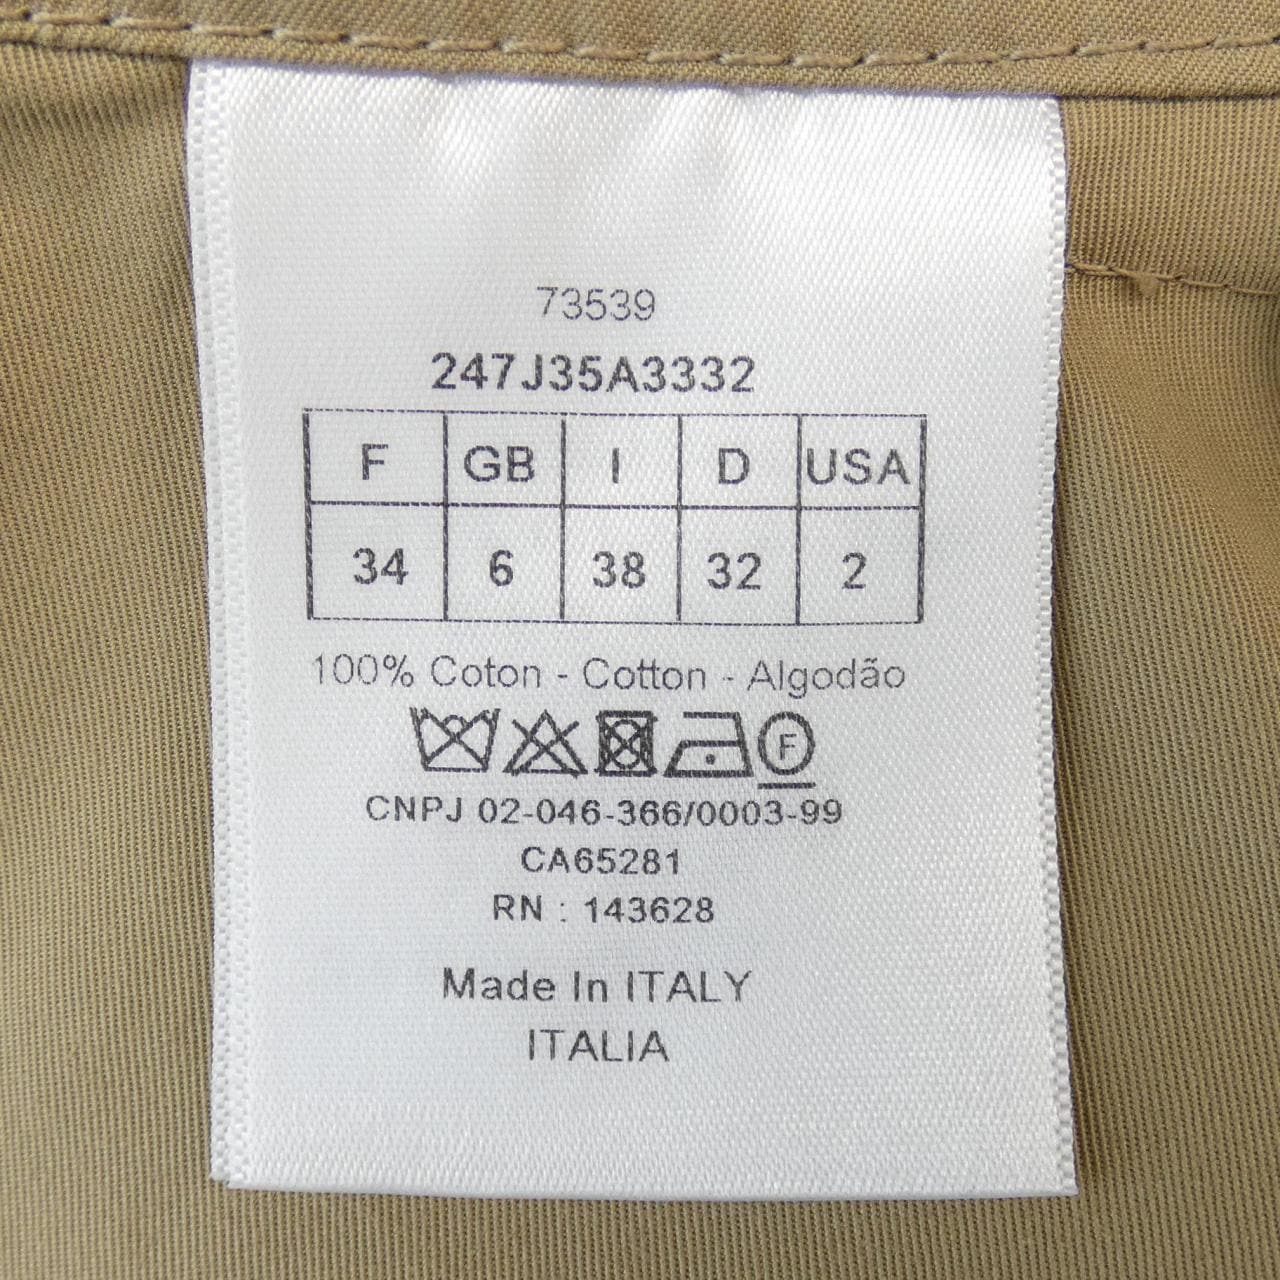 73539
247J35A3332
F GB I D USA
34 6 38 32 2
100% Coton - Cotton - Algodão
F
CNPJ 02-046-366/0003-99
CA65281
RN : 143628
Made In ITALY
ITALIA